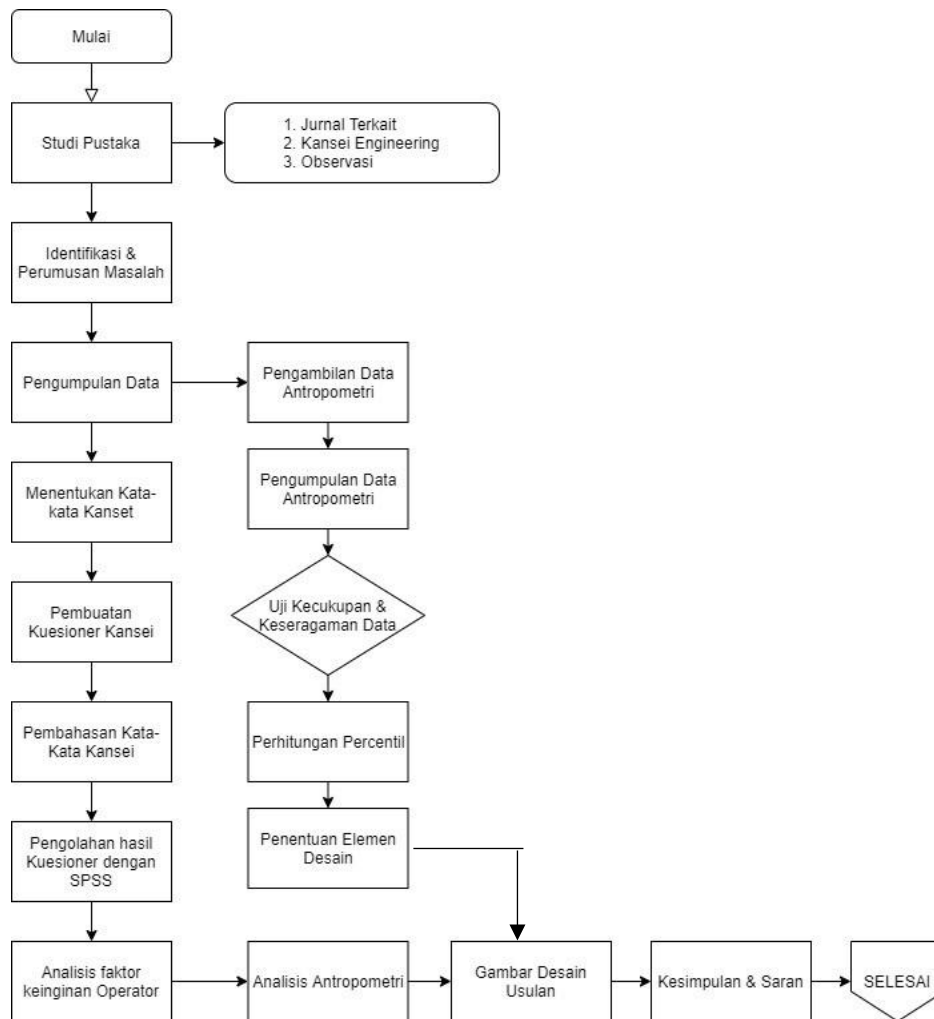 Mulai
Studi Pustaka
1. Jurnal Terkait
2. Kansei Engineering
3. Observasi
Identifikasi &
Perumusan Masalah
Pengumpulan Data
Pengambilan Data
Antropometri
Menentukan Kata-
kata Kanset
Pengumpulan Data
Antropometri
Pembuatan
Kuesioner Kansei
Uji Kecukupan &
Keseragaman Data
Pembahasan Kata-
Kata Kansei
Perhitungan Percentil
Pengolahan hasil
Kuesioner dengan
SPSS
Penentuan Elemen
Desain
Analisis faktor
keinginan Operator
Analisis Antropometri
Gambar Desain
Usulan
Kesimpulan & Saran
SELESAI